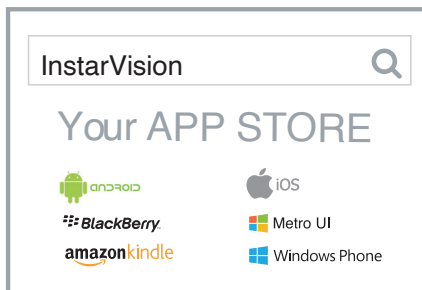 InstarVision
Your APP STORE
android iOS
BlackBerry. Metro UI
amazonkindle Windows Phone